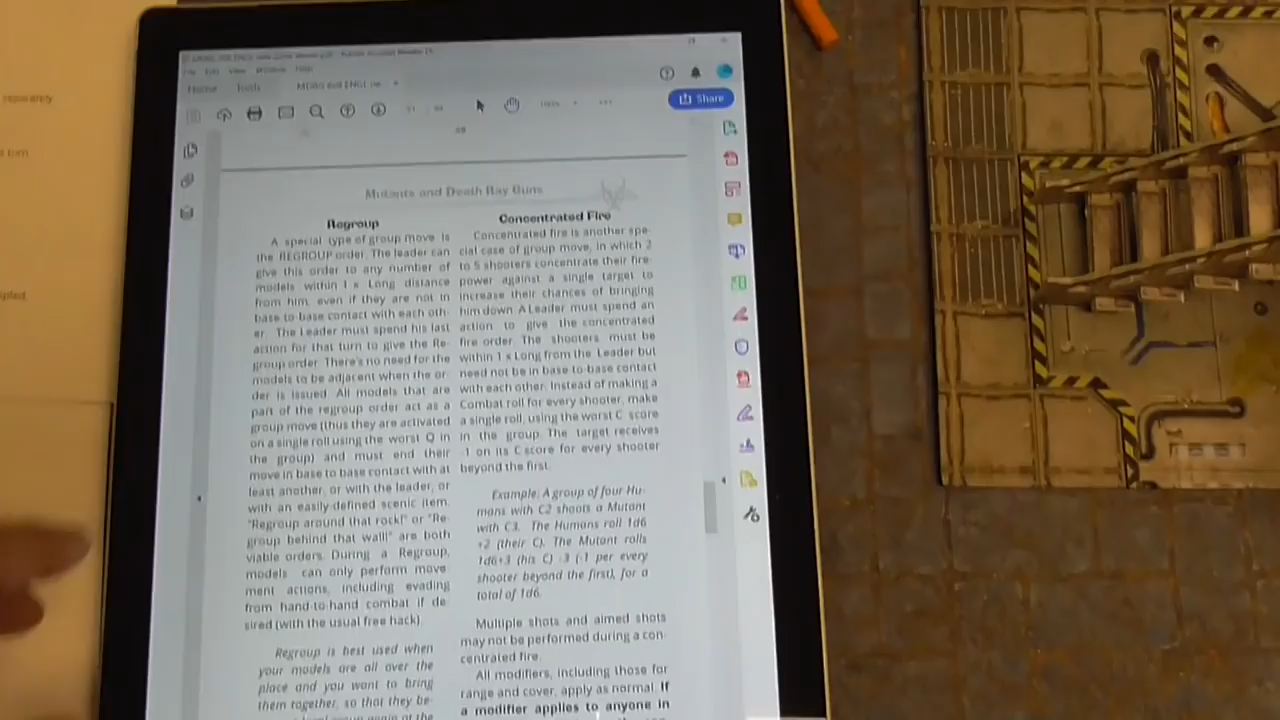 separately
Home Tools
Share
Mutants and Death Ray Guns
Regroup
A special type of group move is
the REGROUP order. The leader can
give this order to any number of
models within 1 x Long distance
from him, even if they are not in
base-to-base contact with each oth-
er. The Leader must spend his last
action for that turn to give the Re-
group order. There's no need for the
models to be adjacent when the or-
der is issued. All models that are
part of the regroup order act as a
group move (thus they are activated
on a single roll using the worst Q in
the group) and must end their
move in base to base contact with at
least another, or with the leader, or
with an easily-defined scenic item.
"Regroup around that rock!" or "Re-
group behind that wall!" are both
viable orders. During a Regroup,
models can only perform move-
ment actions, including evading
from hand-to-hand combat if de-
sired (with the usual free hack).
Regroup is best used when
your models are all over the
place and you want to bring
them together, so that they be-
Concentrated Fire
Concentrated fire is another spe-
cial case of group move, in which 2
to 5 shooters concentrate their fire-
power against a single target to
increase their chances of bringing
him down. A Leader must spend an
action to give the concentrated
fire order. The shooters must be
within 1 x Long from the Leader but
need not be in base-to-base contact
with each other. Instead of making a
Combat roll for every shooter, make
a single roll, using the worst C score
in the group. The target receives
-1 on its C score for every shooter
beyond the first.
Example: A group of four Hu-
mans with C2 shoots a Mutant
with C3. The Humans roll 1d6
+2 (their C). The Mutant rolls
1d6+3 (his C) -3 (-1 per every
shooter beyond the first), for a
total of 1d6.
Multiple shots and aimed shots
may not be performed during a con-
centrated fire.
All modifiers, including those for
range and cover, apply as normal. If
a modifier applies to anyone in